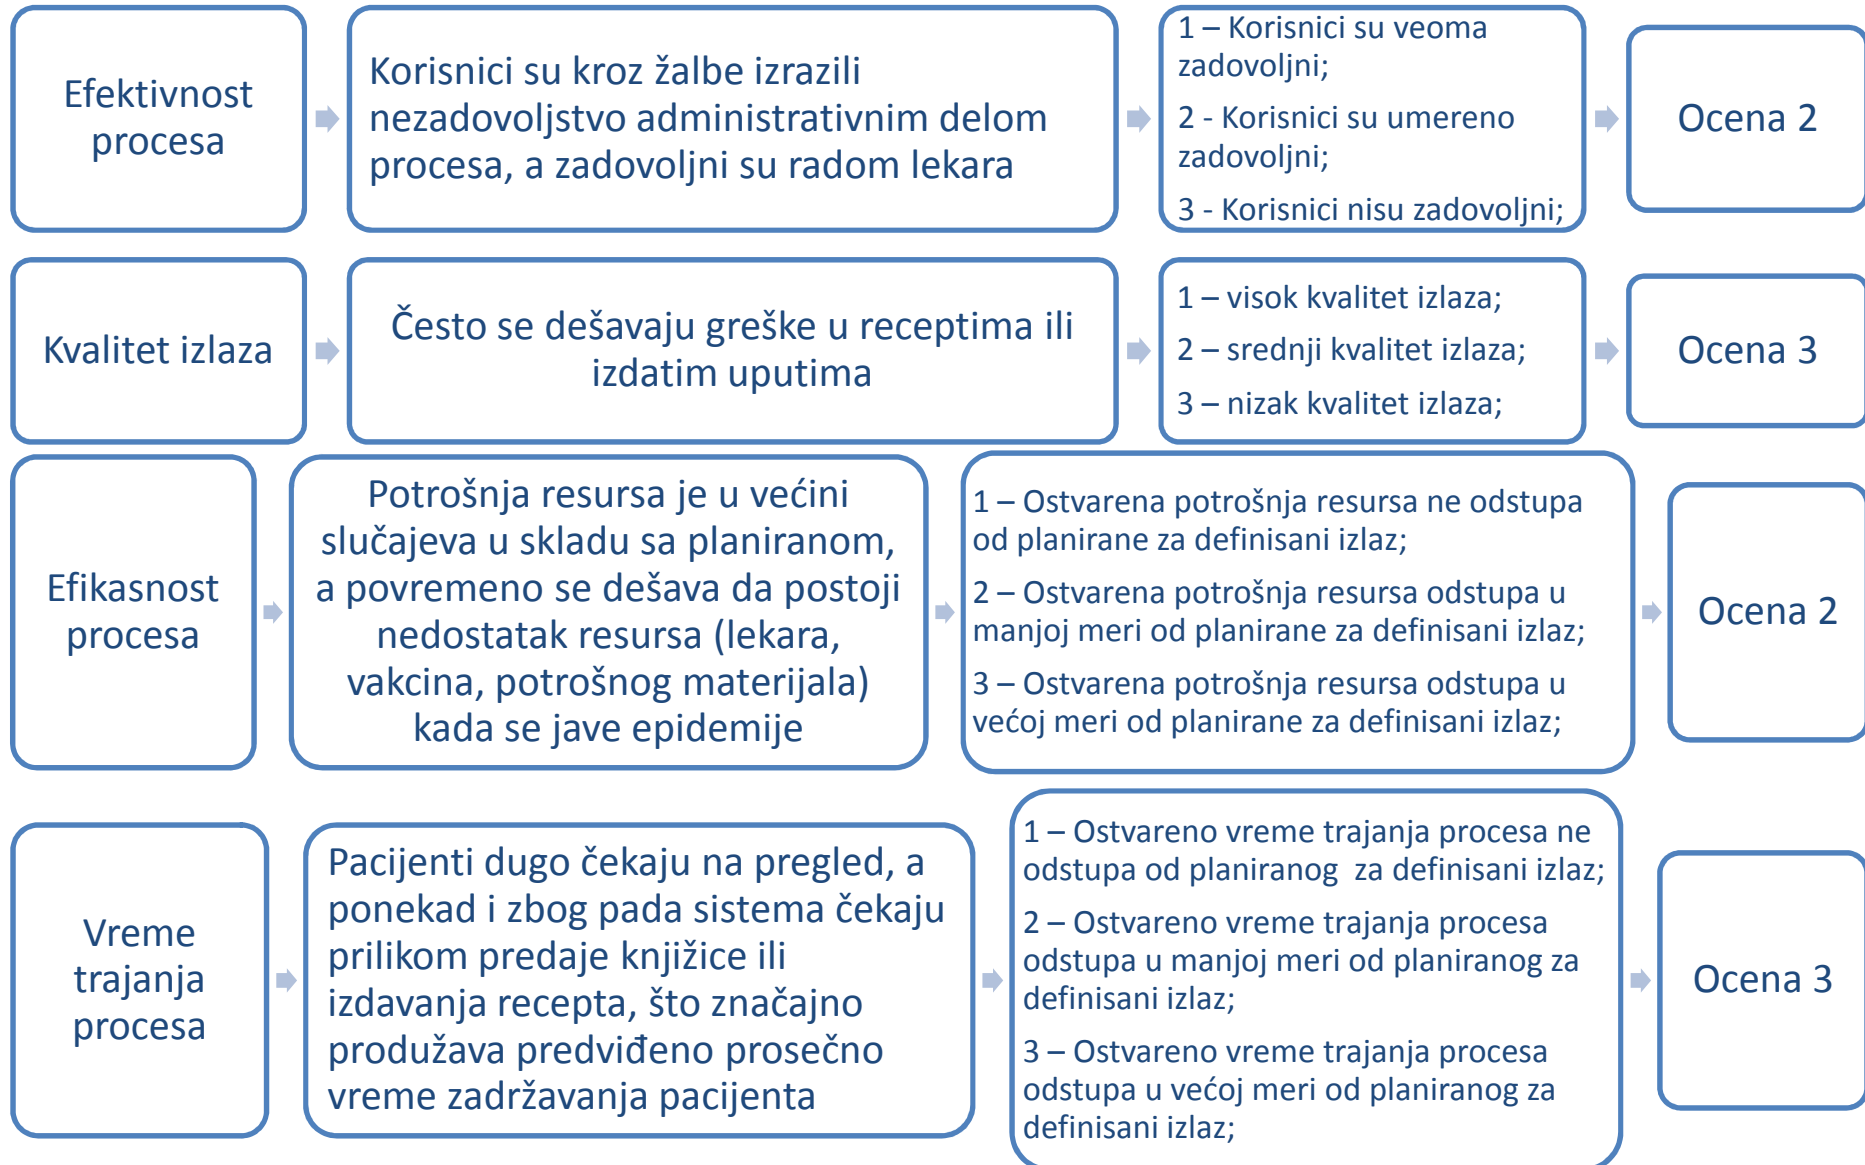 Efektivnost
procesa
Korisnici su kroz žalbe izrazili
nezadovoljstvo administrativnim delom
procesa, a zadovoljni su radom lekara
1 – Korisnici su veoma
zadovoljni;
2 - Korisnici su umereno
zadovoljni;
3 - Korisnici nisu zadovoljni;
Ocena 2
Kvalitet izlaza
Često se dešavaju greške u receptima ili
izdatim uputima
1 – visok kvalitet izlaza;
2 – srednji kvalitet izlaza;
3 – nizak kvalitet izlaza;
Ocena 3
Efikasnost
procesa
Potrošnja resursa je u većini
slučajeva u skladu sa planiranom,
a povremeno se dešava da postoji
nedostatak resursa (lekara,
vakcina, potrošnog materijala)
kada se jave epidemije
1 – Ostvarena potrošnja resursa ne odstupa
od planirane za definisani izlaz;
2 – Ostvarena potrošnja resursa odstupa u
manjoj meri od planirane za definisani izlaz;
3 – Ostvarena potrošnja resursa odstupa u
većoj meri od planirane za definisani izlaz;
Ocena 2
Vreme
trajanja
procesa
Pacijenti dugo čekaju na pregled, a
ponekad i zbog pada sistema čekaju
prilikom predaje knjižice ili
izdavanja recepta, što značajno
produžava predviđeno prosečno
vreme zadržavanja pacijenta
1 – Ostvareno vreme trajanja procesa ne
odstupa od planiranog za definisani izlaz;
2 – Ostvareno vreme trajanja procesa
odstupa u manjoj meri od planiranog za
definisani izlaz;
3 – Ostvareno vreme trajanja procesa
odstupa u većoj meri od planiranog za
definisani izlaz;
Ocena 3